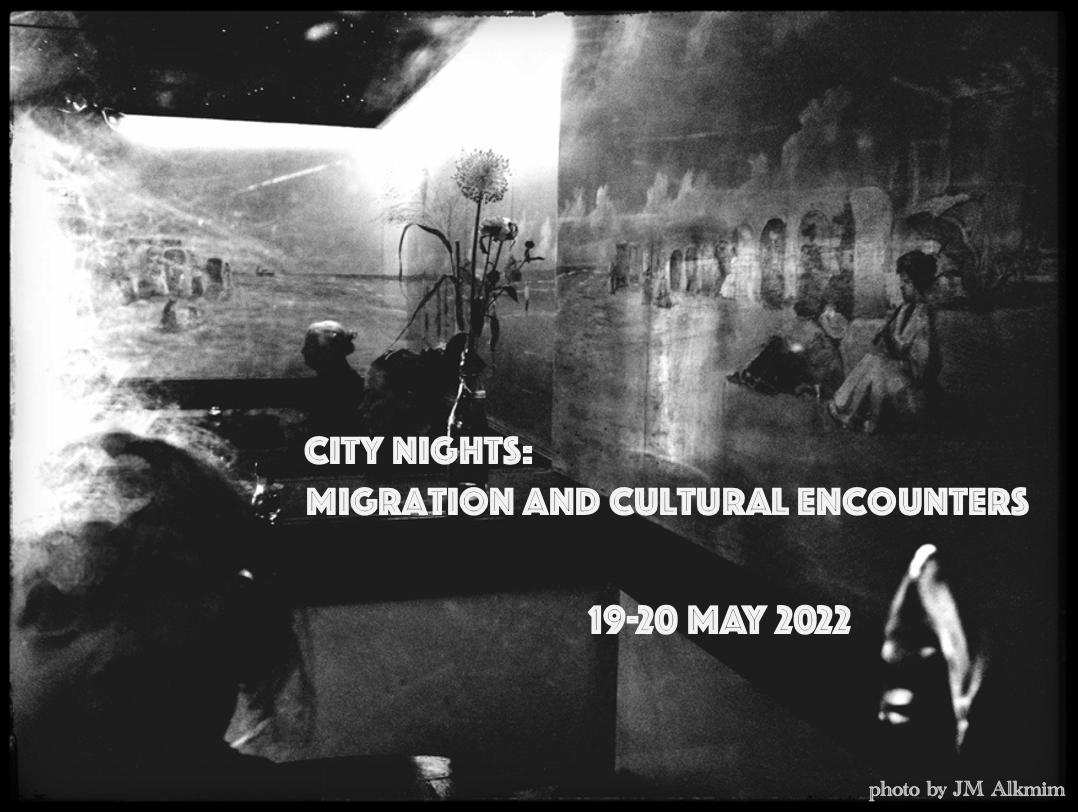 CITY NIGHTS:
MIGRATION AND CULTURAL ENCOUNTERS
19-20 MAY 2022
photo by JM Alkmim